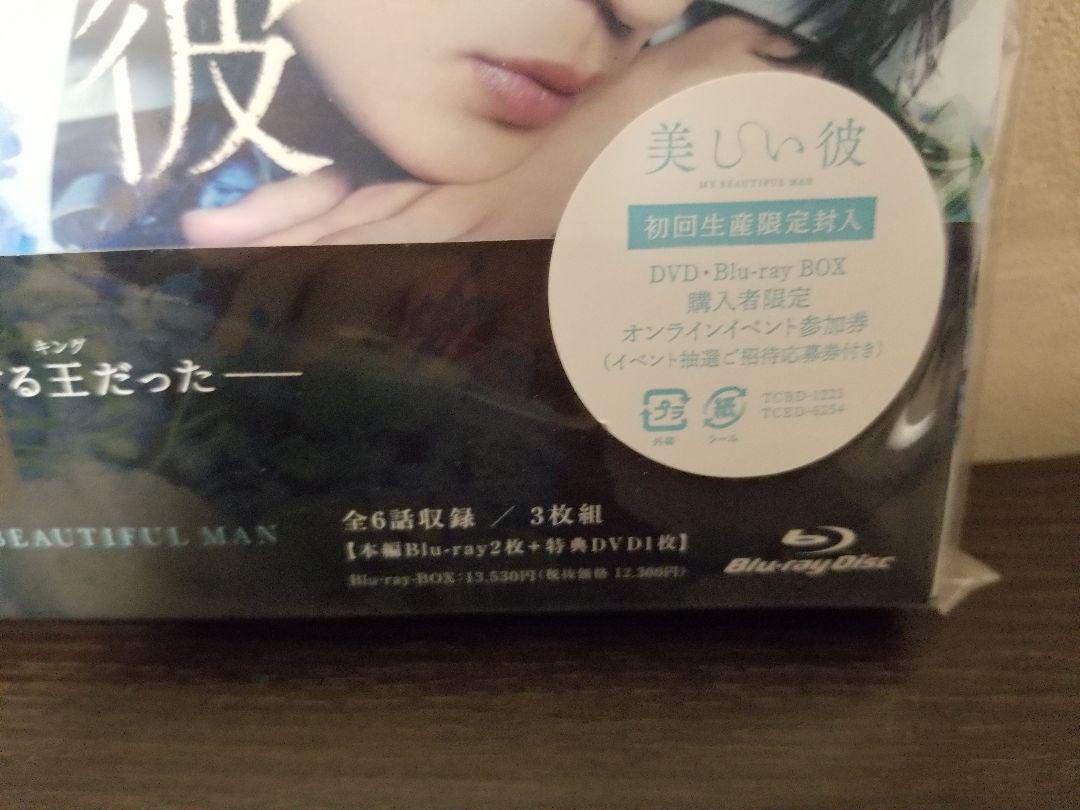 彼
美しい彼
MY BEAUTIFUL MAN
初回生産限定封入
DVD・Blu-ray BOX
購入者限定
オンラインイベント参加券
(イベント抽選ご招待応募券付き)
プラ
外袋
紙
シール
TCBD-1223
TCED-6254
キング
る王だった——
BEAUTIFUL MAN
全6話収録 / 3枚組
【本編Blu-ray2枚+特典DVD1枚】
Blu-ray-BOX:13,530円(税抜価格 12,300円)
Blu-ray Disc